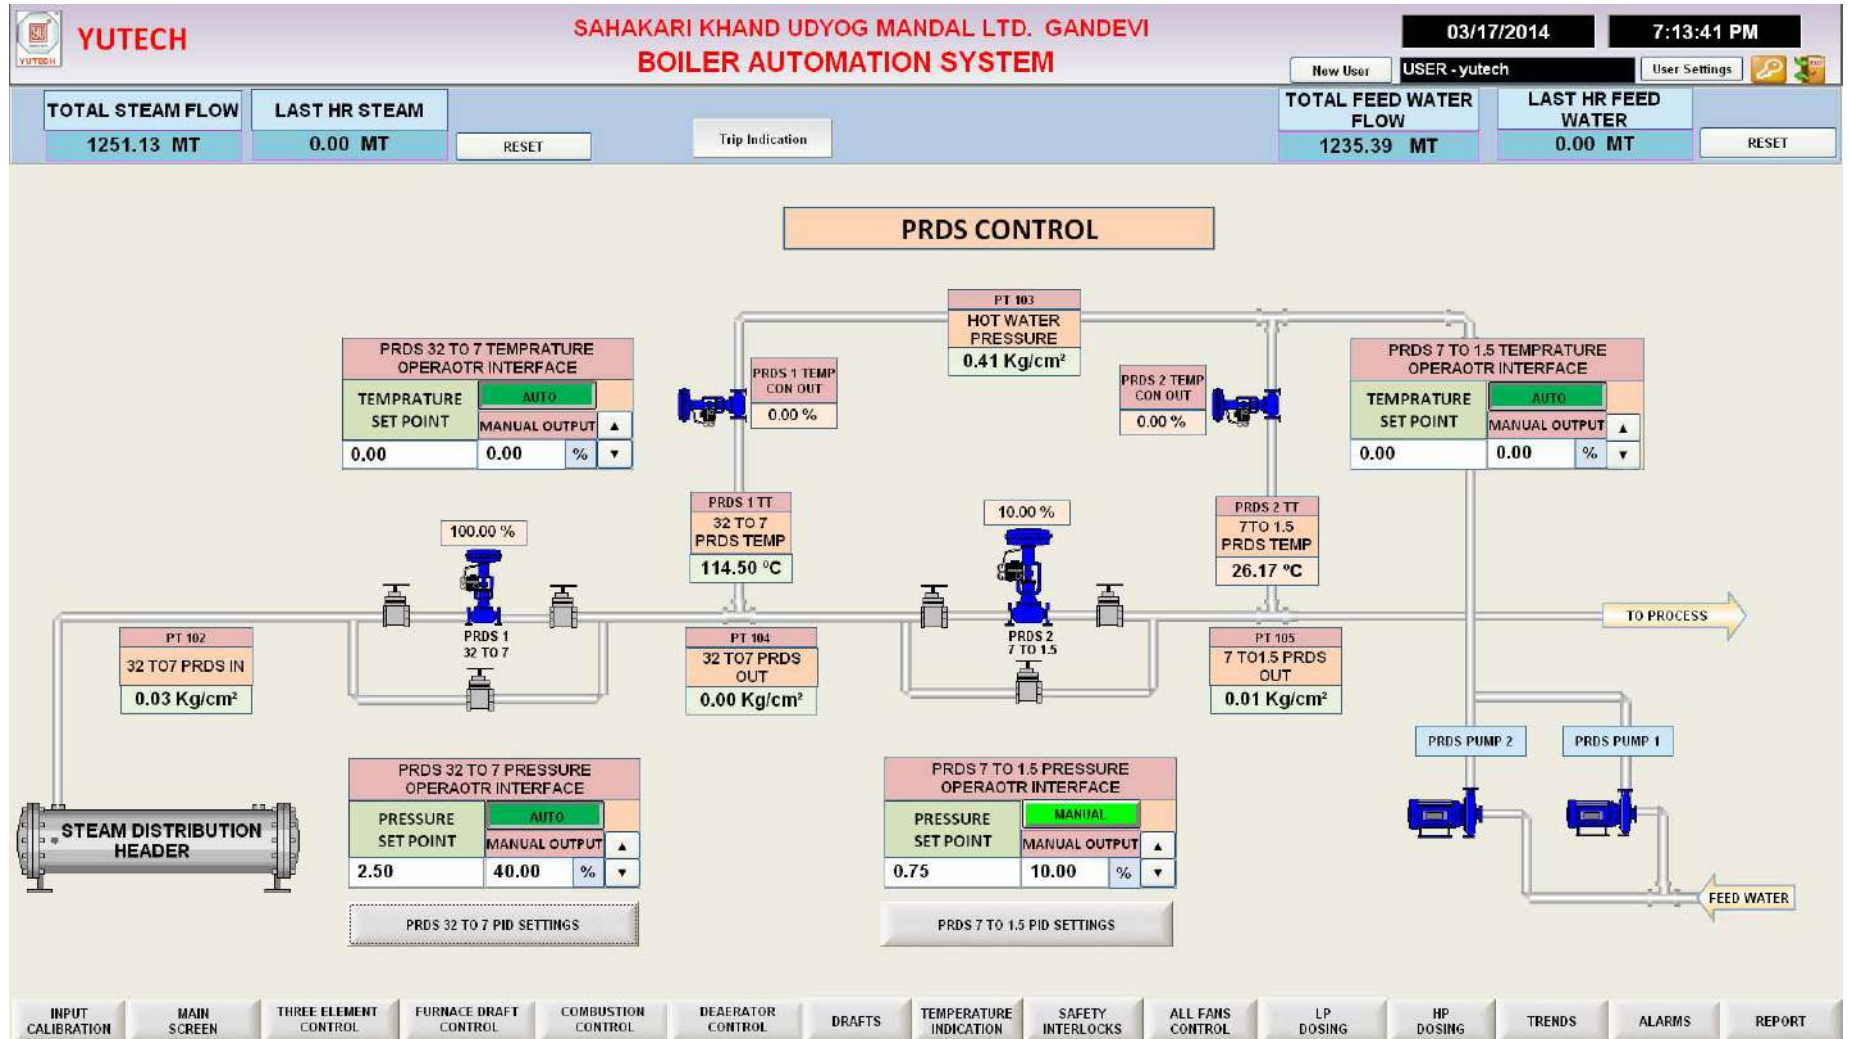 YUTECH
YUTECH
SAHAKARI KHAND UDYOG MANDAL LTD. GANDEVI
BOILER AUTOMATION SYSTEM
03/17/2014
7:13:41 PM
New User
USER - yutech
User Settings
TOTAL STEAM FLOW
1251.13 MT
LAST HR STEAM
0.00 MT
RESET
Trip Indication
TOTAL FEED WATER
FLOW
1235.39 MT
LAST HR FEED
WATER
0.00 MT
RESET
PRDS CONTROL
PT 103
HOT WATER
PRESSURE
0.41 Kg/cm²
PRDS 32 TO 7 TEMPRATURE
OPERAOTR INTERFACE
TEMPRATURE
SET POINT
AUTO
MANUAL OUTPUT
0.00
0.00 %
PRDS 1 TEMP
CON OUT
0.00 %
PRDS 2 TEMP
CON OUT
0.00 %
PRDS 7 TO 1.5 TEMPRATURE
OPERAOTR INTERFACE
TEMPRATURE
SET POINT
AUTO
MANUAL OUTPUT
0.00
0.00 %
100.00 %
PRDS 1 TT
32 TO 7
PRDS TEMP
114.50 ºC
10.00 %
PRDS 2 TT
7TO 1.5
PRDS TEMP
26.17 ºC
PT 102
32 TO7 PRDS IN
0.03 Kg/cm²
PRDS 1
32 TO 7
PT 104
32 TO7 PRDS
OUT
0.00 Kg/cm²
PRDS 2
7 TO 1.5
PT 105
7 TO1.5 PRDS
OUT
0.01 Kg/cm²
TO PROCESS
PRDS PUMP 2
PRDS PUMP 1
STEAM DISTRIBUTION
HEADER
PRDS 32 TO 7 PRESSURE
OPERAOTR INTERFACE
PRESSURE
SET POINT
AUTO
MANUAL OUTPUT
2.50
40.00 %
PRDS 32 TO 7 PID SETTINGS
PRDS 7 TO 1.5 PRESSURE
OPERAOTR INTERFACE
PRESSURE
SET POINT
MANUAL
MANUAL OUTPUT
0.75
10.00 %
PRDS 7 TO 1.5 PID SETTINGS
FEED WATER
INPUT
CALIBRATION
MAIN
SCREEN
THREE ELEMENT
CONTROL
FURNACE DRAFT
CONTROL
COMBUSTION
CONTROL
DEAERATOR
CONTROL
DRAFTS
TEMPERATURE
INDICATION
SAFETY
INTERLOCKS
ALL FANS
CONTROL
LP
DOSING
HP
DOSING
TRENDS
ALARMS
REPORT